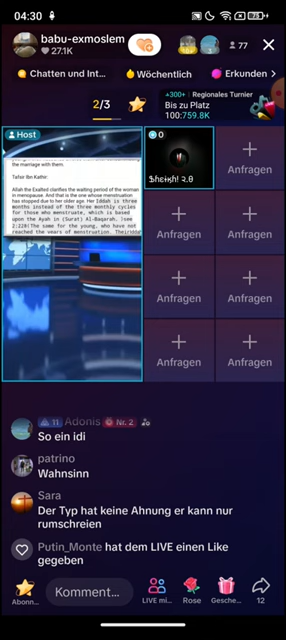 04:30
73
babu-exmoslem
27.1K
77
Chatten und Int...
Wöchentlich
Erkunden
2/3
+300+ Regionales Turnier
Bis zu Platz
100:759.8K
Host
the marriage with them.
Tafsir Ibn Kathir:
Allah the Exalted clarifies the waiting period of the woman
in menopause. And that is the one whose menstruation
has stopped due to her older age. Her Iddah is three
months instead of the three monthly cycles
for those who menstruate, which is based
upon the Ayah in (Surat) Al-Baqarah. [see
2:228] The same for the young, who have not
reached the years of menstruation. Their
0
Anfragen
Anfragen
Anfragen
Anfragen
Anfragen
Anfragen
Anfragen
11 Adonis Nr. 2
So ein idi
patrino
Wahnsinn
Sara
Der Typ hat keine Ahnung er kann nur
rumschreien
Putin_Monte hat dem LIVE einen Like
gegeben
Abonn...
Komment...
LIVE mi...
Rose
Gesche...
12